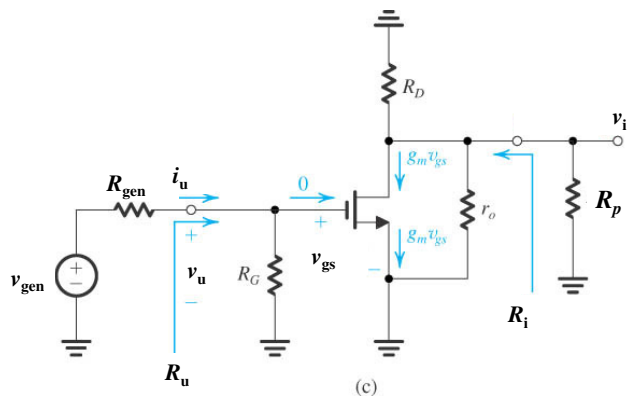 R_D
v_i
i_u
0
g_m v_gs
R_gen
+
r_o
R_p
+
v_gen
+
−
v_u
R_G
v_gs
g_m v_gs
−
−
R_i
R_u
(c)